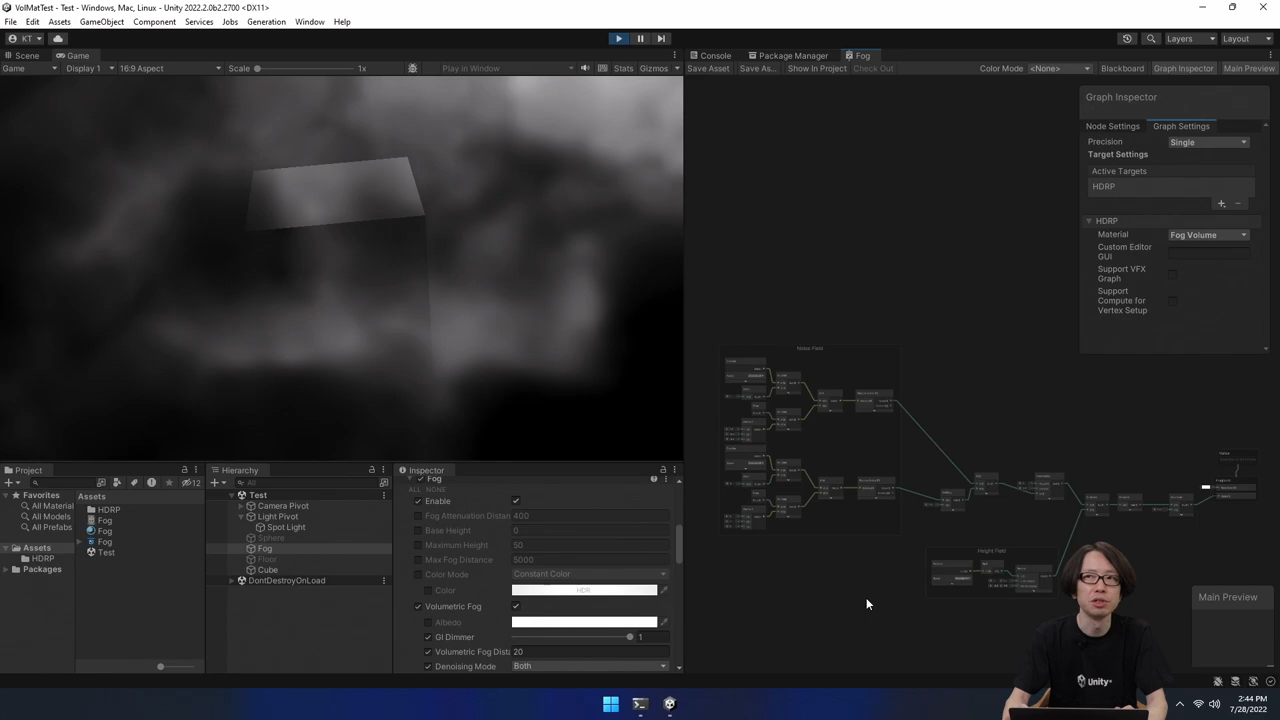 VolMatTest - Test - Windows, Mac, Linux - Unity 2022.2.0b2.2700 <DX11>
File Edit Assets GameObject Component Services Jobs Generation Window Help
KT
Layers Layout
Scene Game
Console Package Manager Fog
Game Display 1 16:9 Aspect Scale 1x Play in Window Stats Gizmos
Save Asset Save As... Show In Project Check Out Color Mode <None> Blackboard Graph Inspector Main Preview
Graph Inspector
Node Settings Graph Settings
Precision Single
Target Settings
Active Targets
HDRP
+ -
HDRP
Material Fog Volume
Custom Editor
GUI
Support VFX
Graph
Support
Compute for
Vertex Setup
Noise Field
Height Field
Main Preview
Project
Favorites
All Material
All Models
All Prefabs
Assets
HDRP
Packages
12
Assets
HDRP
Fog
Fog
Fog
Test
Hierarchy
All
Test
Camera Pivot
Light Pivot
Spot Light
Sphere
Fog
Floor
Cube
DontDestroyOnLoad
Inspector
Fog
ALL NONE
Enable
Fog Attenuation Distan 400
Base Height 0
Maximum Height 50
Max Fog Distance 5000
Color Mode Constant Color
Color HDR
Volumetric Fog
Albedo
GI Dimmer 1
Volumetric Fog Dista 20
Denoising Mode Both
Unity
2:44 PM
7/28/2022